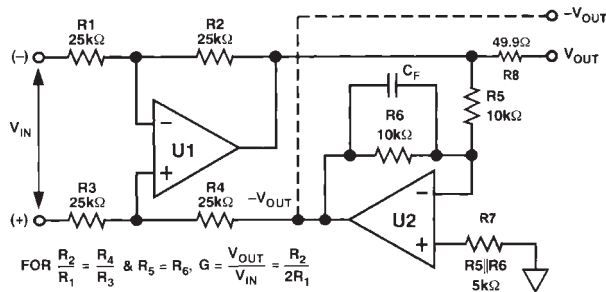 −VOUT
R1
25kΩ
R2
25kΩ
49.9Ω
VOUT
R8
(−)
CF
R5
10kΩ
R6
10kΩ
VIN
−
U1
+
R3
25kΩ
R4
25kΩ
−VOUT
(+)
−
U2
+
R7
R5||R6
5kΩ
FOR R2/R1 = R4/R3 & R5 = R6, G = VOUT/VIN = R2/2R1